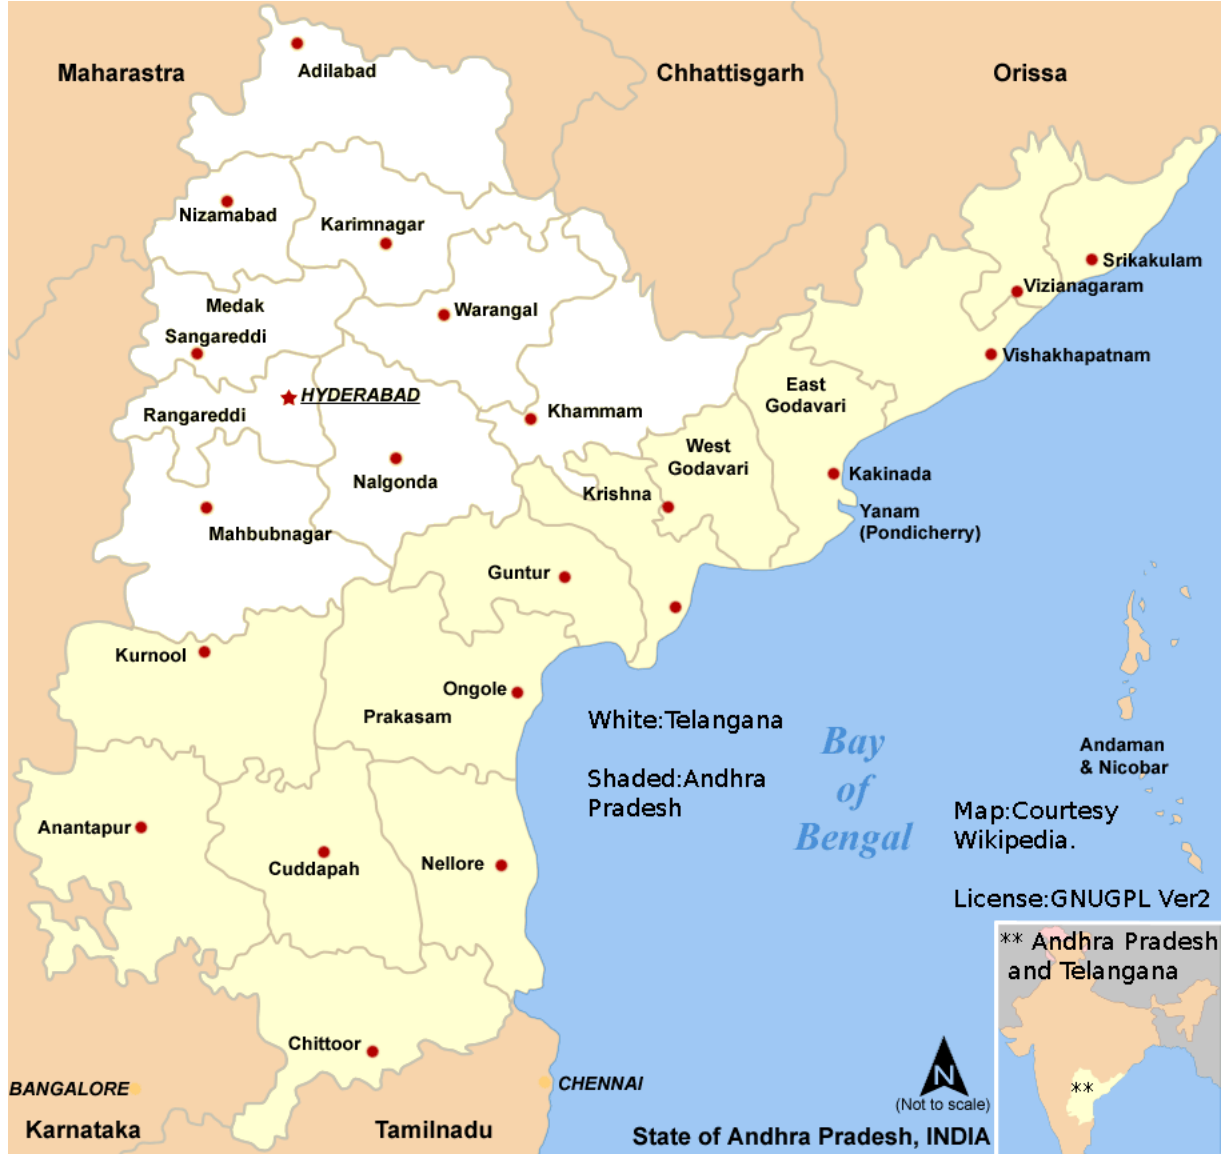 Maharastra
Adilabad
Chhattisgarh
Orissa
Nizamabad
Karimnagar
Srikakulam
Vizianagaram
Medak
Warangal
Sangareddi
Vishakhapatnam
HYDERABAD
East
Godavari
Rangareddi
Khammam
West
Godavari
Kakinada
Nalgonda
Krishna
Yanam
(Pondicherry)
Mahbubnagar
Guntur
Kurnool
Ongole
Prakasam
White:Telangana
Shaded:Andhra
Pradesh
Bay
of
Bengal
Andaman
& Nicobar
Map:Courtesy
Wikipedia.
License:GNUGPL Ver2
Anantapur
Cuddapah
Nellore
** Andhra Pradesh
and Telangana
**
Chittoor
BANGALORE
CHENNAI
N
(Not to scale)
Karnataka
Tamilnadu
State of Andhra Pradesh, INDIA